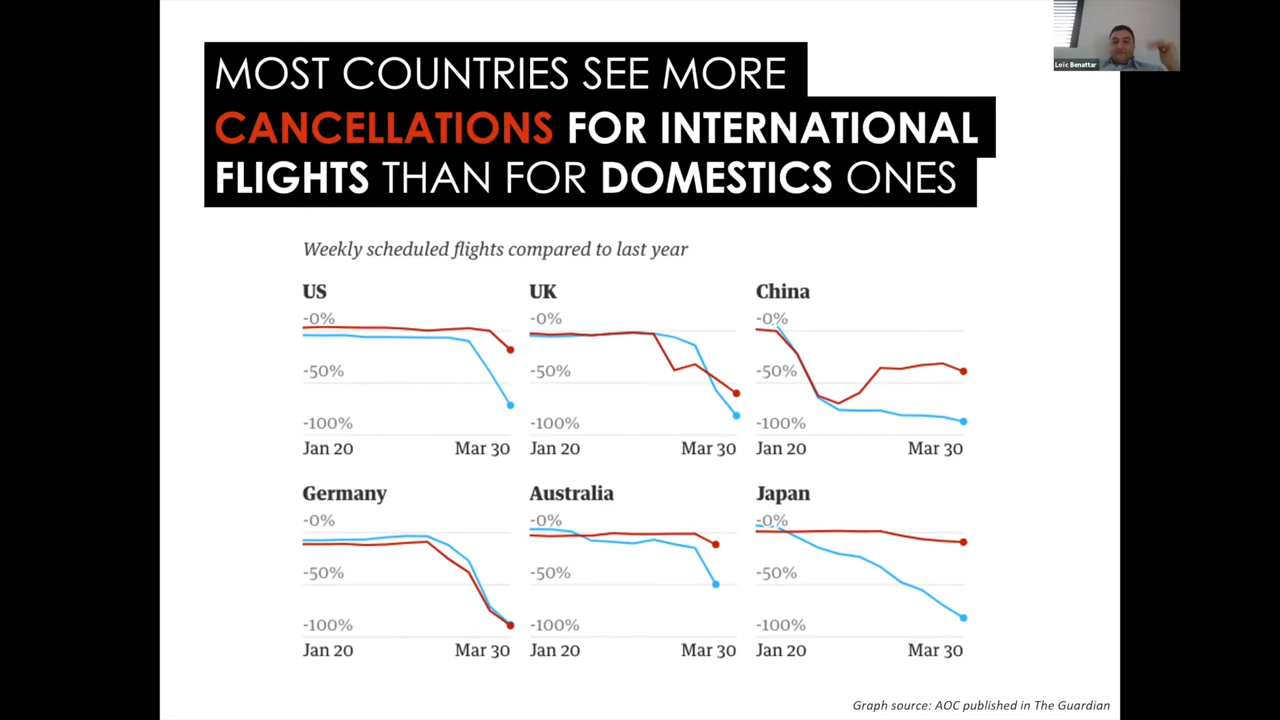 MOST COUNTRIES SEE MORE
CANCELLATIONS FOR INTERNATIONAL
FLIGHTS THAN FOR DOMESTICS ONES
Loïc Benattar
Weekly scheduled flights compared to last year
US
-0%
-50%
-100%
Jan 20 Mar 30
UK
-0%
-50%
-100%
Jan 20 Mar 30
China
-0%
-50%
-100%
Jan 20 Mar 30
Germany
-0%
-50%
-100%
Jan 20 Mar 30
Australia
-0%
-50%
-100%
Jan 20 Mar 30
Japan
-0%
-50%
-100%
Jan 20 Mar 30
Graph source: AOC published in The Guardian